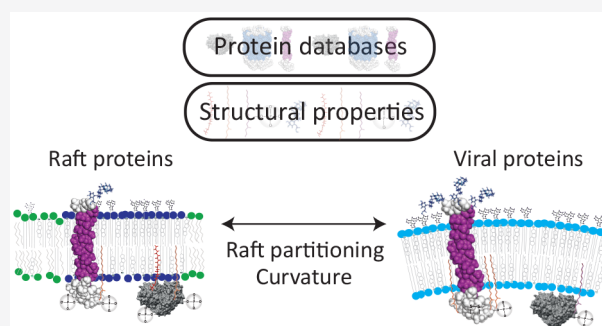 Protein databases
Structural properties
Raft proteins
Viral proteins
Raft partitioning
Curvature